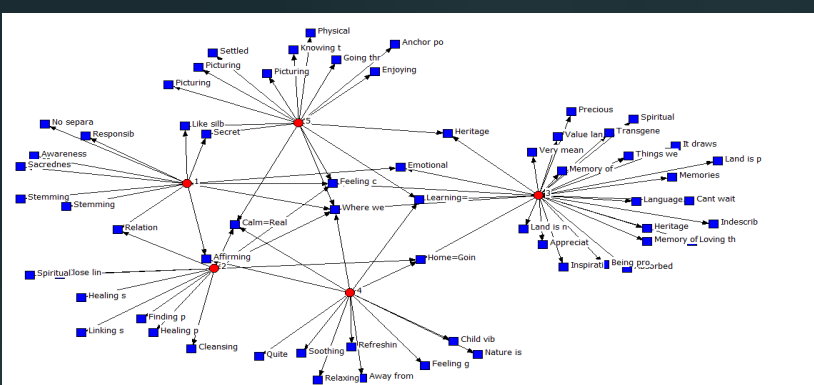 Physical
Settled
Knowing t
Anchor po
Picturing
Going thr
Picturing
Enjoying
Picturing
No separa
Responsib
Like silb
Secret
5
Heritage
Precious
Spiritual
Value lan
Transgene
Very mean
It draws
Things we
Land is p
Awareness
Sacrednes
Emotional
Memory of
Memories
1
Feeling c
3
Stemming
Stemming
Learning=
Language
Cant wait
Where we
Relation
Calm=Real
Land is n
Heritage
Indescrib
Appreciat
Memory of
Loving th
Affirming
2
Home=Goin
Inspirati
Being pro
Spiritual
lose lin
Healing s
4
Finding p
Linking s
Healing p
Cleansing
Quite
Soothing
Refreshin
Child vib
Nature is
Feeling g
Relaxing
Away from